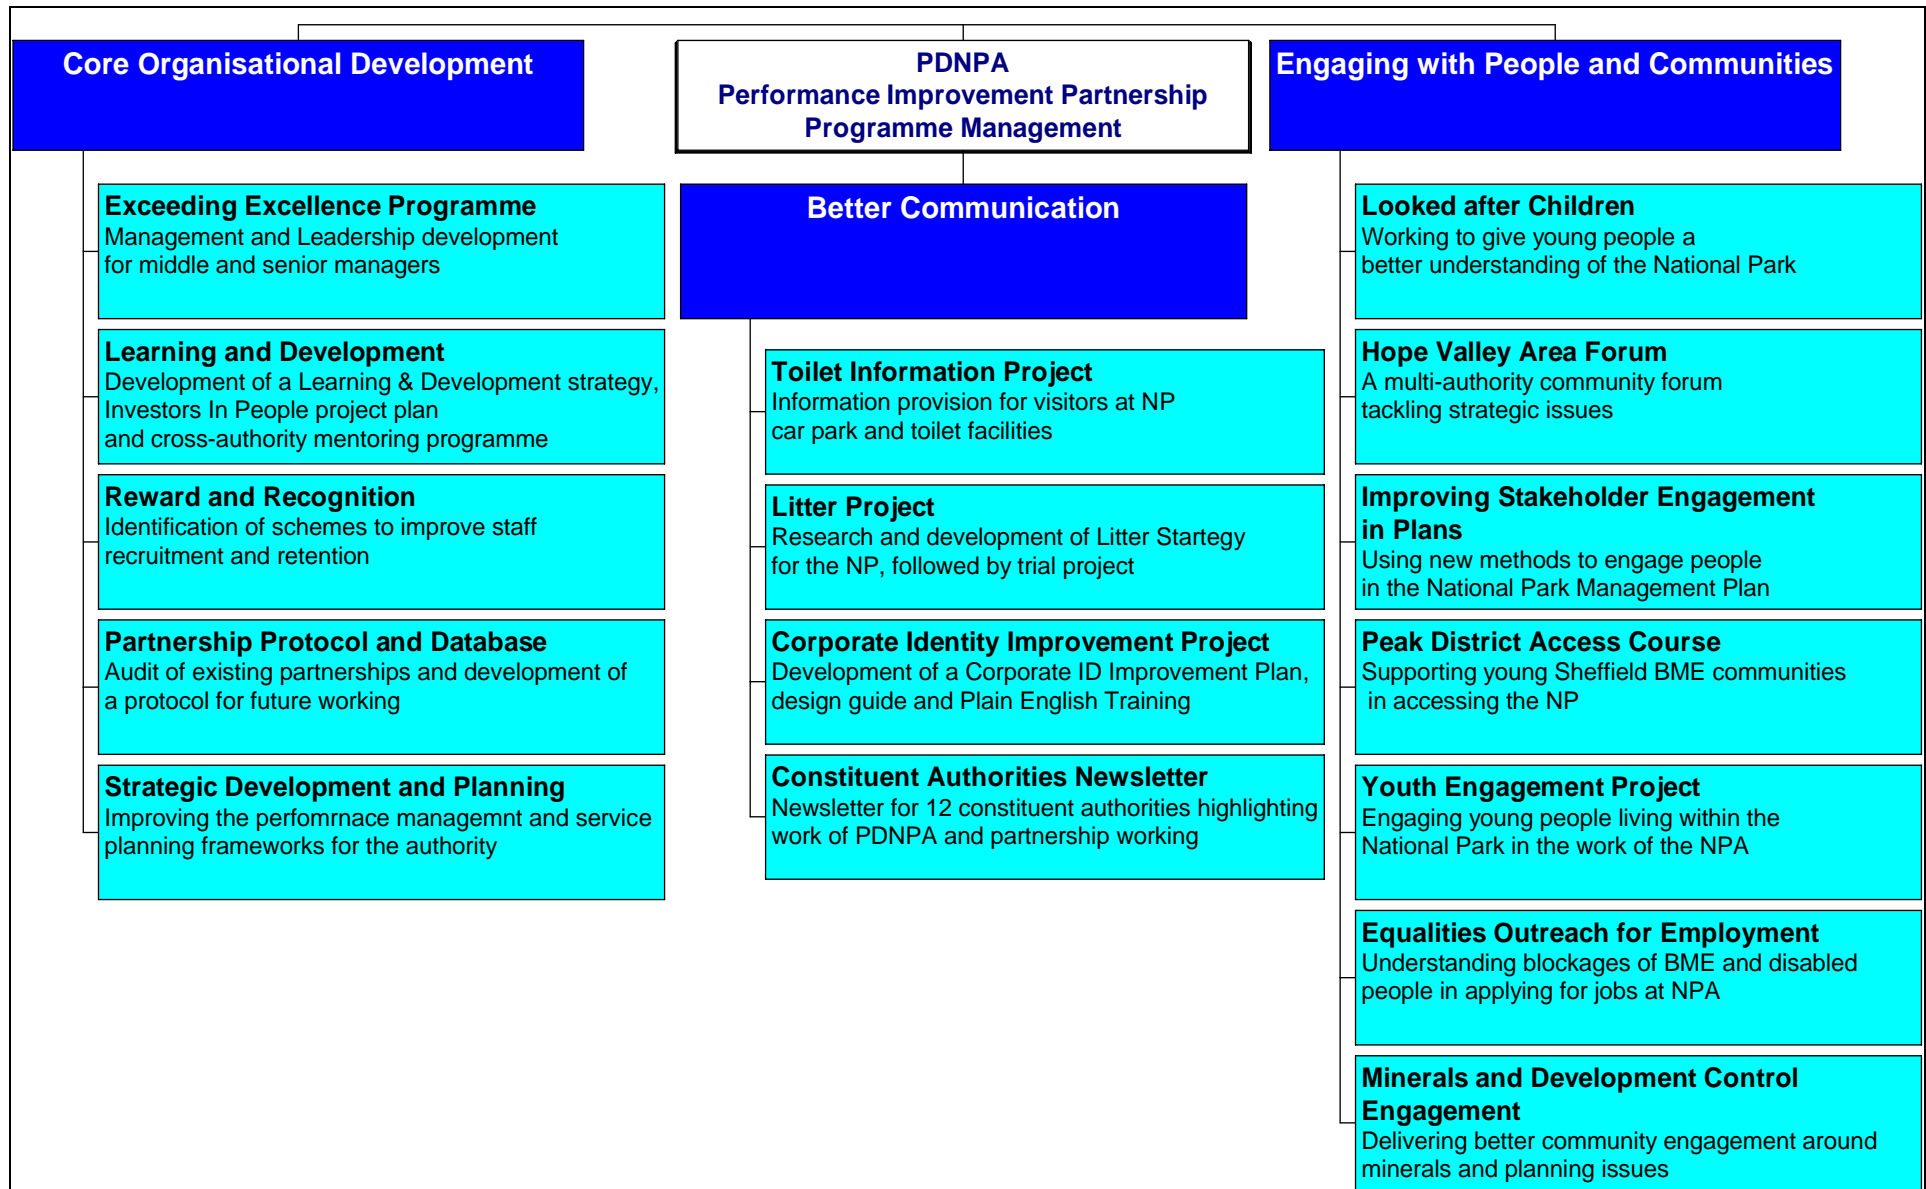 Core Organisational Development
Exceeding Excellence Programme
Management and Leadership development
for middle and senior managers
Learning and Development
Development of a Learning & Development strategy,
Investors In People project plan
and cross-authority mentoring programme
Reward and Recognition
Identification of schemes to improve staff
recruitment and retention
Partnership Protocol and Database
Audit of existing partnerships and development of
a protocol for future working
Strategic Development and Planning
Improving the perfomrnace managemnt and service
planning frameworks for the authority
PDNPA
Performance Improvement Partnership
Programme Management
Better Communication
Toilet Information Project
Information provision for visitors at NP
car park and toilet facilities
Litter Project
Research and development of Litter Startegy
for the NP, followed by trial project
Corporate Identity Improvement Project
Development of a Corporate ID Improvement Plan,
design guide and Plain English Training
Constituent Authorities Newsletter
Newsletter for 12 constituent authorities highlighting
work of PDNPA and partnership working
Engaging with People and Communities
Looked after Children
Working to give young people a
better understanding of the National Park
Hope Valley Area Forum
A multi-authority community forum
tackling strategic issues
Improving Stakeholder Engagement
in Plans
Using new methods to engage people
in the National Park Management Plan
Peak District Access Course
Supporting young Sheffield BME communities
in accessing the NP
Youth Engagement Project
Engaging young people living within the
National Park in the work of the NPA
Equalities Outreach for Employment
Understanding blockages of BME and disabled
people in applying for jobs at NPA
Minerals and Development Control
Engagement
Delivering better community engagement around
minerals and planning issues